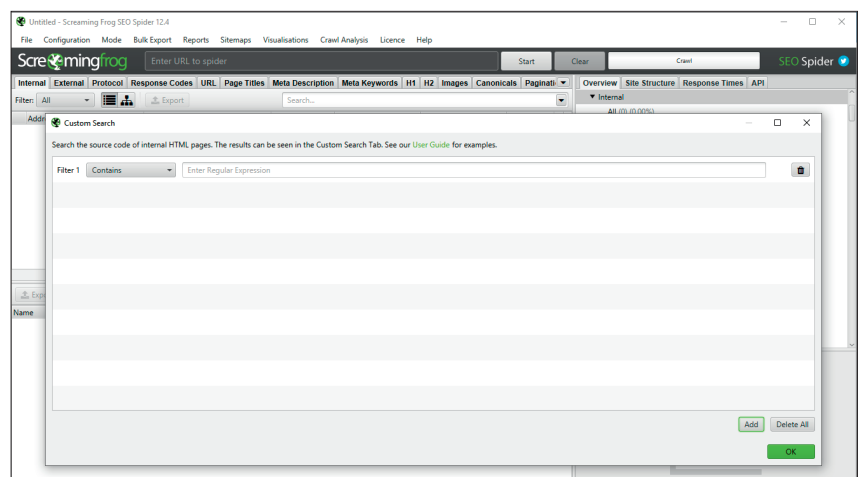 Untitled - Screaming Frog SEO Spider 12.4
File Configuration Mode Bulk Export Reports Sitemaps Visualisations Crawl Analysis Licence Help
Screamingfrog Enter URL to spider Start Clear Crawl SEO Spider
Internal External Protocol Response Codes URL Page Titles Meta Description Meta Keywords H1 H2 Images Canonicals Paginati Overview Site Structure Response Times API
Filter: All Export Search... Internal
Addr All (0) (0.00%)
Custom Search
Search the source code of internal HTML pages. The results can be seen in the Custom Search Tab. See our User Guide for examples.
Filter 1 Contains Enter Regular Expression
Expo
Name
Add Delete All
OK